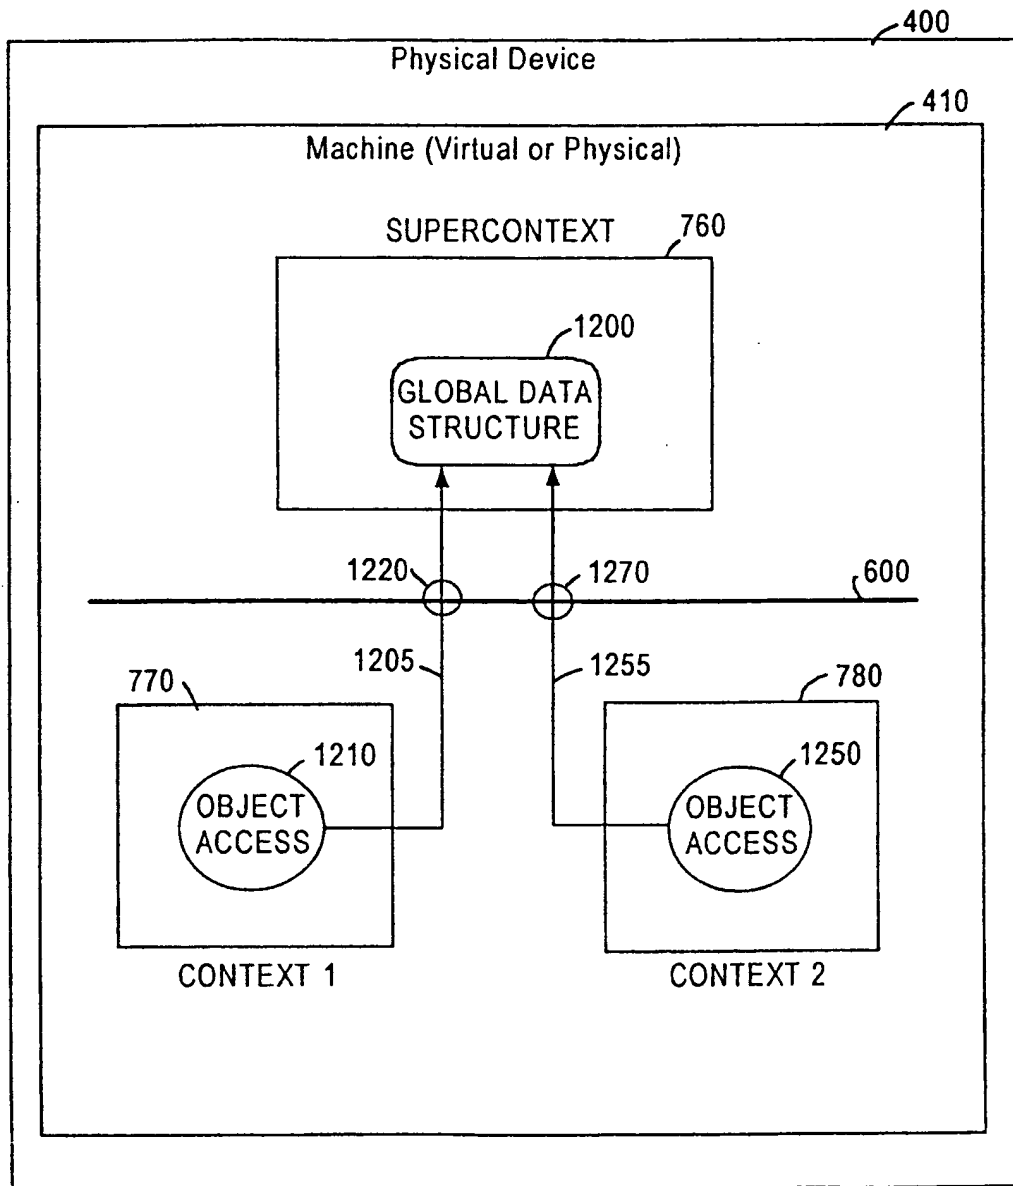 400
Physical Device
410
Machine (Virtual or Physical)
SUPERCONTEXT
760
1200
GLOBAL DATA
STRUCTURE
1220
1270
600
1205
1255
770
780
1210
1250
OBJECT
ACCESS
OBJECT
ACCESS
CONTEXT 1
CONTEXT 2